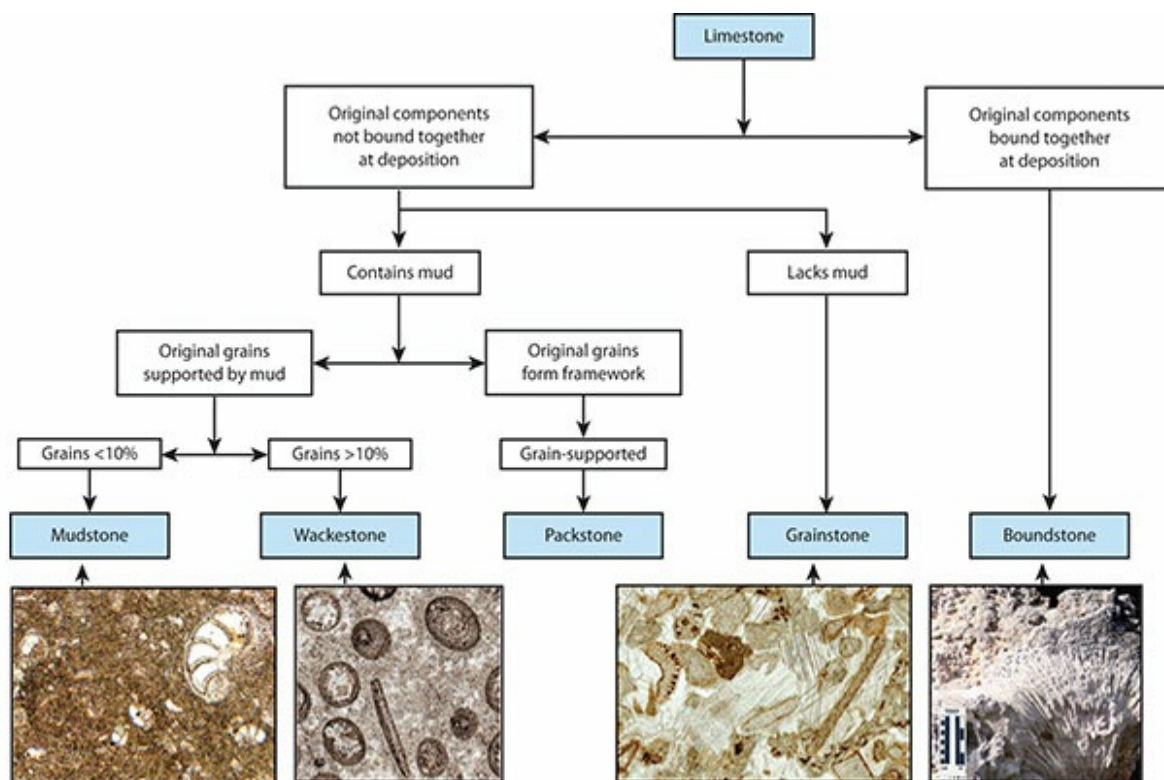 Limestone
Original components
not bound together
at deposition
Original components
bound together
at deposition
Contains mud
Lacks mud
Original grains
supported by mud
Original grains
form framework
Grains <10%
Grains >10%
Grain-supported
Mudstone
Wackestone
Packstone
Grainstone
Boundstone